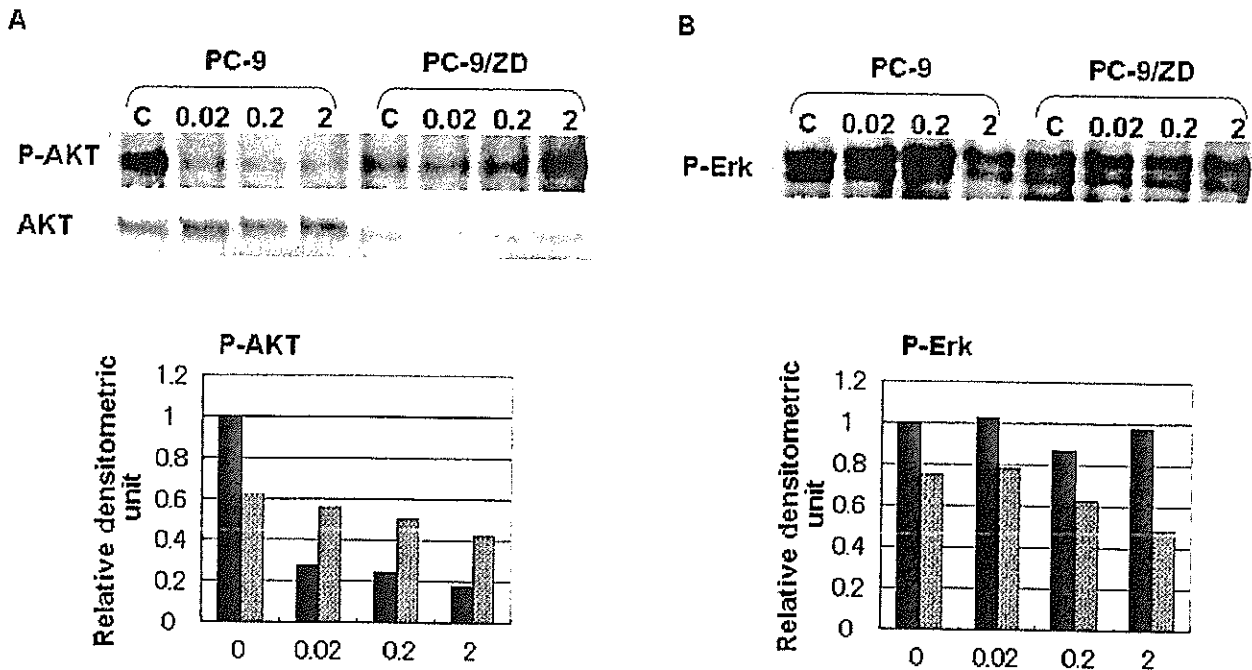 A
PC-9 PC-9/ZD
C 0.02 0.2 2 C 0.02 0.2 2
P-AKT
AKT
P-AKT
Relative densitometric
unit
1.2
1
0.8
0.6
0.4
0.2
0
0 0.02 0.2 2
B
PC-9 PC-9/ZD
C 0.02 0.2 2 C 0.02 0.2 2
P-Erk
P-Erk
Relative densitometric
unit
1.2
1
0.8
0.6
0.4
0.2
0
0 0.02 0.2 2